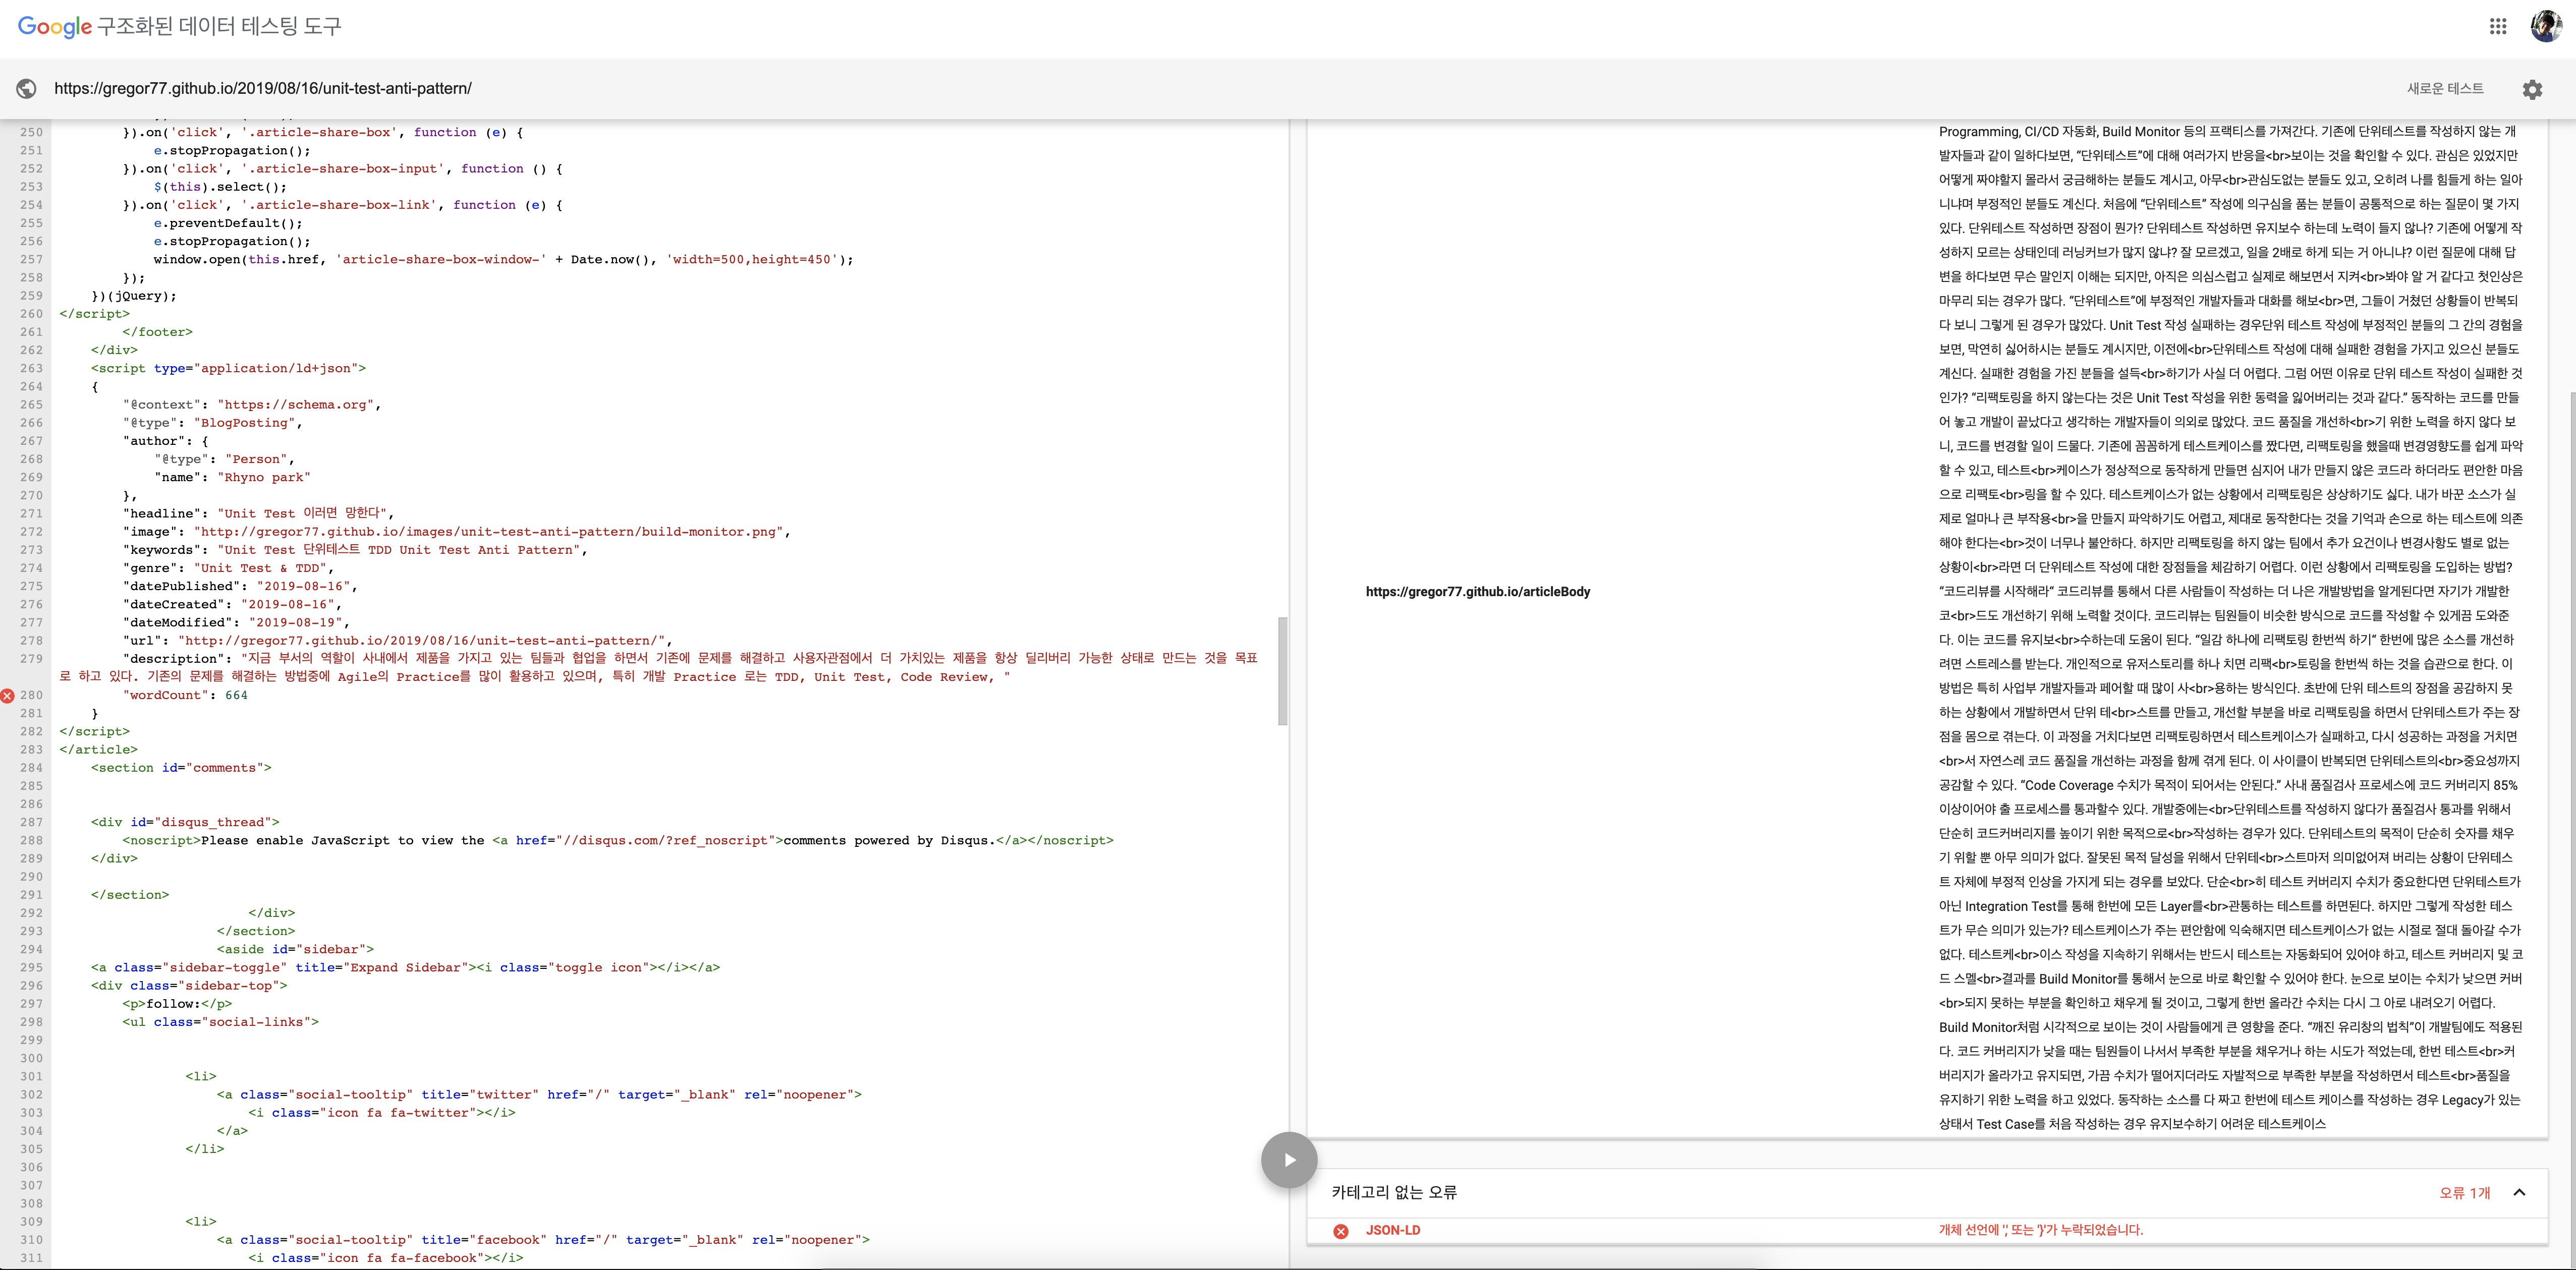 Google 구조화된 데이터 테스팅 도구
https://gregor77.github.io/2019/08/16/unit-test-anti-pattern/
새로운 테스트
250 }).on('click', '.article-share-box', function (e) {
251 e.stopPropagation();
252 }).on('click', '.article-share-box-input', function () {
253 $(this).select();
254 }).on('click', '.article-share-box-link', function (e) {
255 e.preventDefault();
256 e.stopPropagation();
257 window.open(this.href, 'article-share-box-window-' + Date.now(), 'width=500,height=450');
258 });
259 })(jQuery);
260 </script>
261 </footer>
262 </div>
263 <script type="application/ld+json">
264 {
265 "@context": "https://schema.org",
266 "@type": "BlogPosting",
267 "author": {
268 "@type": "Person",
269 "name": "Rhyno park"
270 },
271 "headline": "Unit Test 이러면 망한다",
272 "image": "http://gregor77.github.io/images/unit-test-anti-pattern/build-monitor.png",
273 "keywords": "Unit Test 단위테스트 TDD Unit Test Anti Pattern",
274 "genre": "Unit Test & TDD",
275 "datePublished": "2019-08-16",
276 "dateCreated": "2019-08-16",
277 "dateModified": "2019-08-19",
278 "url": "http://gregor77.github.io/2019/08/16/unit-test-anti-pattern/",
279 "description": "지금 부서의 역할이 사내에서 제품을 가지고 있는 팀들과 협업을 하면서 기존에 문제를 해결하고 사용자관점에서 더 가치있는 제품을 항상 딜리버리 가능한 상태로 만드는 것을 목표
로 하고 있다. 기존의 문제를 해결하는 방법중에 Agile의 Practice를 많이 활용하고 있으며, 특히 개발 Practice 로는 TDD, Unit Test, Code Review, "
280 "wordCount": 664
281 }
282 </script>
283 </article>
284 <section id="comments">
285
286
287 <div id="disqus_thread">
288 <noscript>Please enable JavaScript to view the <a href="//disqus.com/?ref_noscript">comments powered by Disqus.</a></noscript>
289 </div>
290
291 </section>
292 </div>
293 </section>
294 <aside id="sidebar">
295 <a class="sidebar-toggle" title="Expand Sidebar"><i class="toggle icon"></i></a>
296 <div class="sidebar-top">
297 <p>follow:</p>
298 <ul class="social-links">
299
300
301 <li>
302 <a class="social-tooltip" title="twitter" href="/" target="_blank" rel="noopener">
303 <i class="icon fa fa-twitter"></i>
304 </a>
305 </li>
306
307
308
309 <li>
310 <a class="social-tooltip" title="facebook" href="/" target="_blank" rel="noopener">
311 <i class="icon fa fa-facebook"></i>
https://gregor77.github.io/articleBody
Programming, CI/CD 자동화, Build Monitor 등의 프랙티스를 가져간다. 기존에 단위테스트를 작성하지 않는 개
발자들과 같이 일하다보면, “단위테스트”에 대해 여러가지 반응을<br>보이는 것을 확인할 수 있다. 관심은 있었지만
어떻게 짜야할지 몰라서 궁금해하는 분들도 계시고, 아무<br>관심도없는 분들도 있고, 오히려 나를 힘들게 하는 일아
니냐며 부정적인 분들도 계신다. 처음에 “단위테스트” 작성에 의구심을 품는 분들이 공통적으로 하는 질문이 몇 가지
있다. 단위테스트 작성하면 장점이 뭔가? 단위테스트 작성하면 유지보수 하는데 노력이 들지 않나? 기존에 어떻게 작
성하지 모르는 상태인데 러닝커브가 많지 않냐? 잘 모르겠고, 일을 2배로 하게 되는 거 아니냐? 이런 질문에 대해 답
변을 하다보면 무슨 말인지 이해는 되지만, 아직은 의심스럽고 실제로 해보면서 지켜<br>봐야 알 거 같다고 첫인상은
마무리 되는 경우가 많다. “단위테스트”에 부정적인 개발자들과 대화를 해보<br>면, 그들이 거쳤던 상황들이 반복되
다 보니 그렇게 된 경우가 많았다. Unit Test 작성 실패하는 경우단위 테스트 작성에 부정적인 분들의 그 간의 경험을
보면, 막연히 싫어하시는 분들도 계시지만, 이전에<br>단위테스트 작성에 대해 실패한 경험을 가지고 있으신 분들도
계신다. 실패한 경험을 가진 분들을 설득<br>하기가 사실 더 어렵다. 그럼 어떤 이유로 단위 테스트 작성이 실패한 것
인가? “리팩토링을 하지 않는다는 것은 Unit Test 작성을 위한 동력을 잃어버리는 것과 같다.” 동작하는 코드를 만들
어 놓고 개발이 끝났다고 생각하는 개발자들이 의외로 많았다. 코드 품질을 개선하<br>기 위한 노력을 하지 않다 보
니, 코드를 변경할 일이 드물다. 기존에 꼼꼼하게 테스트케이스를 짰다면, 리팩토링을 했을때 변경영향도를 쉽게 파악
할 수 있고, 테스트<br>케이스가 정상적으로 동작하게 만들면 심지어 내가 만들지 않은 코드라 하더라도 편안한 마음
으로 리팩토<br>링을 할 수 있다. 테스트케이스가 없는 상황에서 리팩토링은 상상하기도 싫다. 내가 바꾼 소스가 실
제로 얼마나 큰 부작용<br>을 만들지 파악하기도 어렵고, 제대로 동작한다는 것을 기억과 손으로 하는 테스트에 의존
해야 한다는<br>것이 너무나 불안하다. 하지만 리팩토링을 하지 않는 팀에서 추가 요건이나 변경사항도 별로 없는
상황이<br>라면 더 단위테스트 작성에 대한 장점들을 체감하기 어렵다. 이런 상황에서 리팩토링을 도입하는 방법?
“코드리뷰를 시작해라“ 코드리뷰를 통해서 다른 사람들이 작성하는 더 나은 개발방법을 알게된다면 자기가 개발한
코<br>드도 개선하기 위해 노력할 것이다. 코드리뷰는 팀원들이 비슷한 방식으로 코드를 작성할 수 있게끔 도와준
다. 이는 코드를 유지보<br>수하는데 도움이 된다. “일감 하나에 리팩토링 한번씩 하기“ 한번에 많은 소스를 개선하
려면 스트레스를 받는다. 개인적으로 유저스토리를 하나 치면 리팩<br>토링을 한번씩 하는 것을 습관으로 한다. 이
방법은 특히 사업부 개발자들과 페어할 때 많이 사<br>용하는 방식인다. 초반에 단위 테스트의 장점을 공감하지 못
하는 상황에서 개발하면서 단위 테<br>스트를 만들고, 개선할 부분을 바로 리팩토링을 하면서 단위테스트가 주는 장
점을 몸으로 겪는다. 이 과정을 거치다보면 리팩토링하면서 테스트케이스가 실패하고, 다시 성공하는 과정을 거치면
<br>서 자연스레 코드 품질을 개선하는 과정을 함께 겪게 된다. 이 사이클이 반복되면 단위테스트의<br>중요성까지
공감할 수 있다. “Code Coverage 수치가 목적이 되어서는 안된다.” 사내 품질검사 프로세스에 코드 커버리지 85%
이상이어야 출 프로세스를 통과할수 있다. 개발중에는<br>단위테스트를 작성하지 않다가 품질검사 통과를 위해서
단순히 코드커버리지를 높이기 위한 목적으로<br>작성하는 경우가 있다. 단위테스트의 목적이 단순히 숫자를 채우
기 위할 뿐 아무 의미가 없다. 잘못된 목적 달성을 위해서 단위테<br>스트마저 의미없어져 버리는 상황이 단위테스
트 자체에 부정적 인상을 가지게 되는 경우를 보았다. 단순<br>히 테스트 커버리지 수치가 중요한다면 단위테스트가
아닌 Integration Test를 통해 한번에 모든 Layer를<br>관통하는 테스트를 하면된다. 하지만 그렇게 작성한 테스
트가 무슨 의미가 있는가? 테스트케이스가 주는 편안함에 익숙해지면 테스트케이스가 없는 시절로 절대 돌아갈 수가
없다. 테스트케<br>이스 작성을 지속하기 위해서는 반드시 테스트는 자동화되어 있어야 하고, 테스트 커버리지 및 코
드 스멜<br>결과를 Build Monitor를 통해서 눈으로 바로 확인할 수 있어야 한다. 눈으로 보이는 수치가 낮으면 커버
<br>되지 못하는 부분을 확인하고 채우게 될 것이고, 그렇게 한번 올라간 수치는 다시 그 아로 내려오기 어렵다.
Build Monitor처럼 시각적으로 보이는 것이 사람들에게 큰 영향을 준다. “깨진 유리창의 법칙”이 개발팀에도 적용된
다. 코드 커버리지가 낮을 때는 팀원들이 나서서 부족한 부분을 채우거나 하는 시도가 적었는데, 한번 테스트<br>커
버리지가 올라가고 유지되면, 가끔 수치가 떨어지더라도 자발적으로 부족한 부분을 작성하면서 테스트<br>품질을
유지하기 위한 노력을 하고 있었다. 동작하는 소스를 다 짜고 한번에 테스트 케이스를 작성하는 경우 Legacy가 있는
상태서 Test Case를 처음 작성하는 경우 유지보수하기 어려운 테스트케이스
카테고리 없는 오류
오류 1개
JSON-LD
개체 선언에 ',' 또는 '}'가 누락되었습니다.